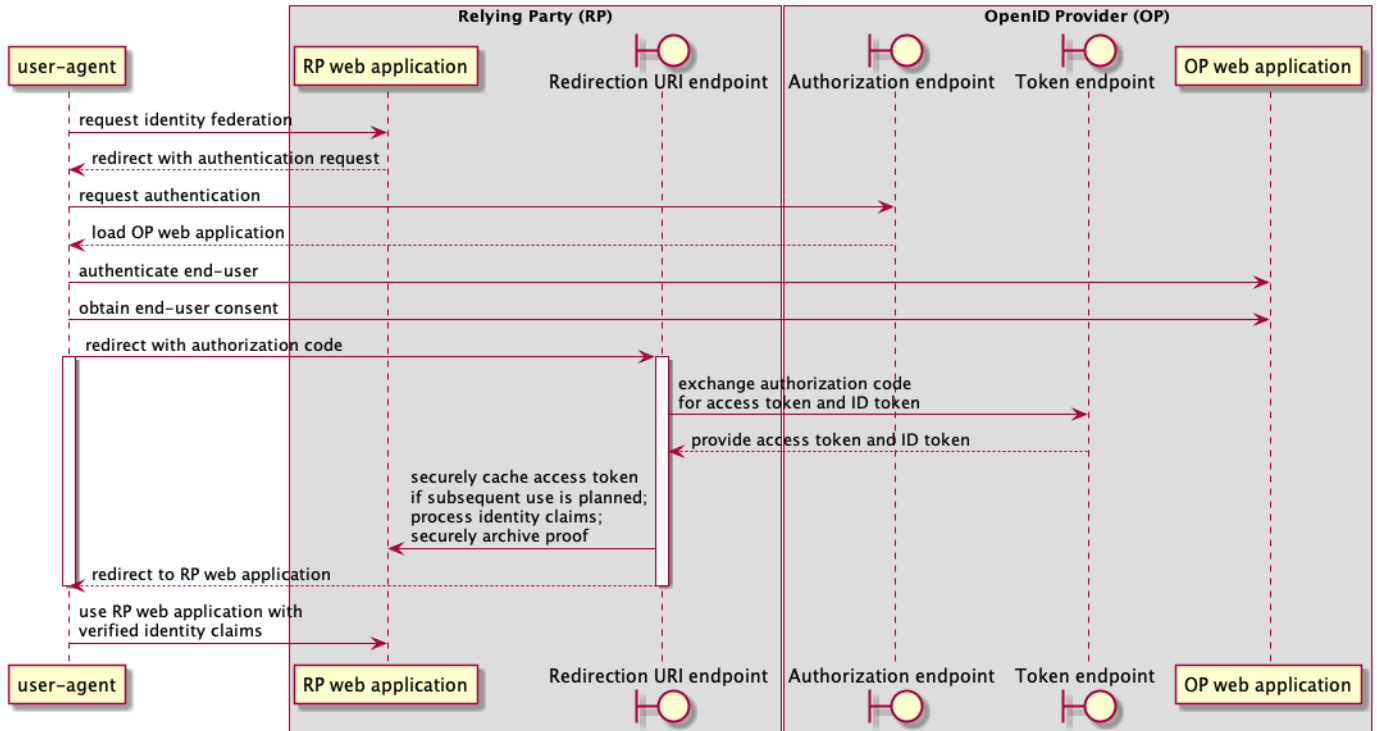 Relying Party (RP)
OpenID Provider (OP)
user-agent
RP web application
Redirection URI endpoint
Authorization endpoint
Token endpoint
OP web application
request identity federation
redirect with authentication request
request authentication
load OP web application
authenticate end-user
obtain end-user consent
redirect with authorization code
exchange authorization code
for access token and ID token
provide access token and ID token
securely cache access token
if subsequent use is planned;
process identity claims;
securely archive proof
redirect to RP web application
use RP web application with
verified identity claims
user-agent
RP web application
Redirection URI endpoint
Authorization endpoint
Token endpoint
OP web application